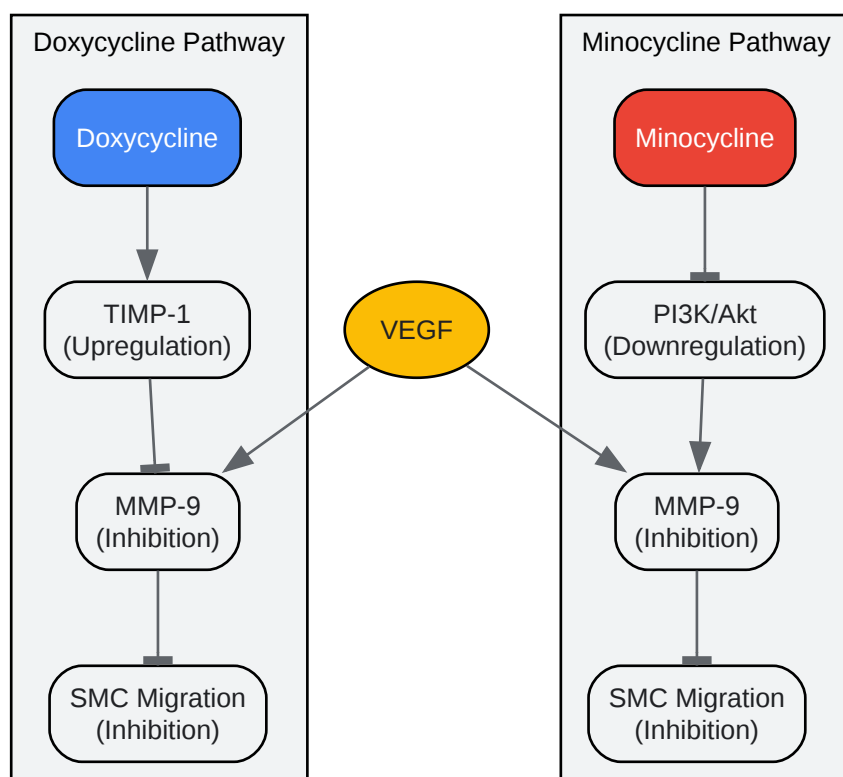 Doxycycline Pathway
Doxycycline
TIMP-1
(Upregulation)
MMP-9
(Inhibition)
SMC Migration
(Inhibition)
VEGF
Minocycline Pathway
Minocycline
PI3K/Akt
(Downregulation)
MMP-9
(Inhibition)
SMC Migration
(Inhibition)